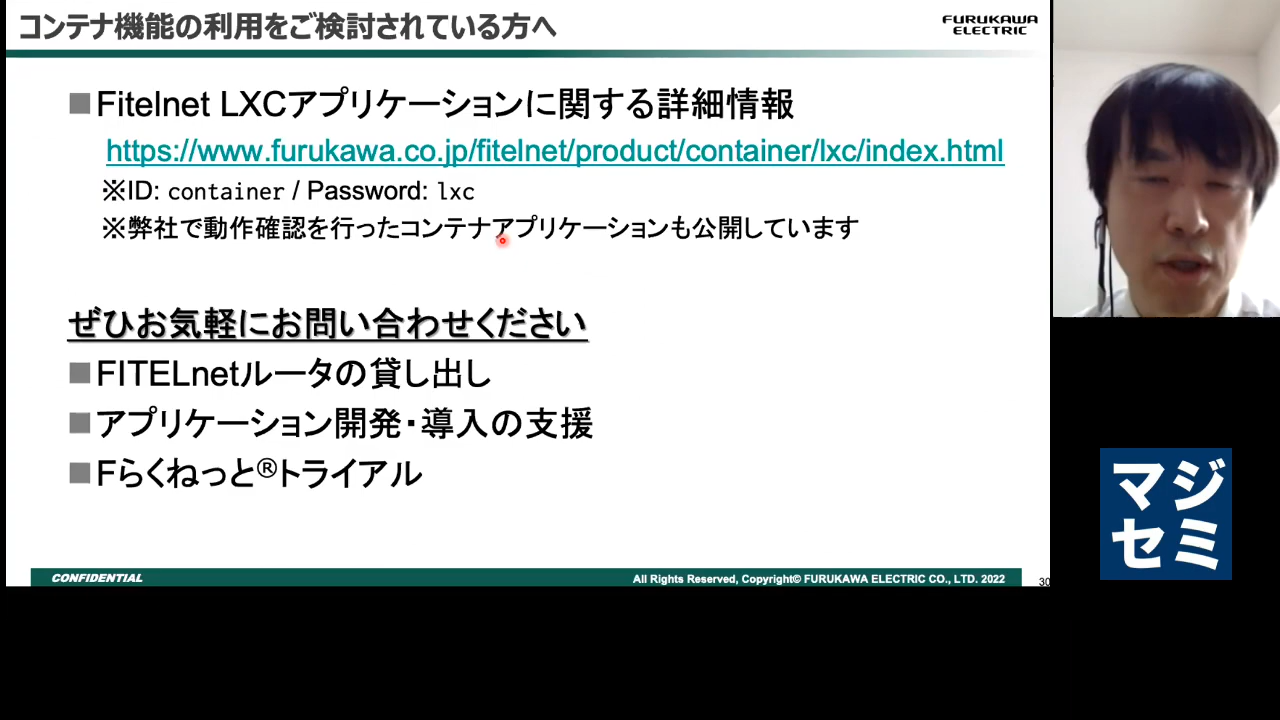 コンテナ機能の利用をご検討されている方へ
FURUKAWA
ELECTRIC
■Fitelnet LXCアプリケーションに関する詳細情報
https://www.furukawa.co.jp/fitelnet/product/container/lxc/index.html
※ID: container / Password: lxc
※弊社で動作確認を行ったコンテナアプリケーションも公開しています
ぜひお気軽にお問い合わせください
■FITELnetルータの貸し出し
■アプリケーション開発・導入の支援
■Fらくねっと®トライアル
CONFIDENTIAL
All Rights Reserved, Copyright© FURUKAWA ELECTRIC CO., LTD. 2022
30
マジ
セミ